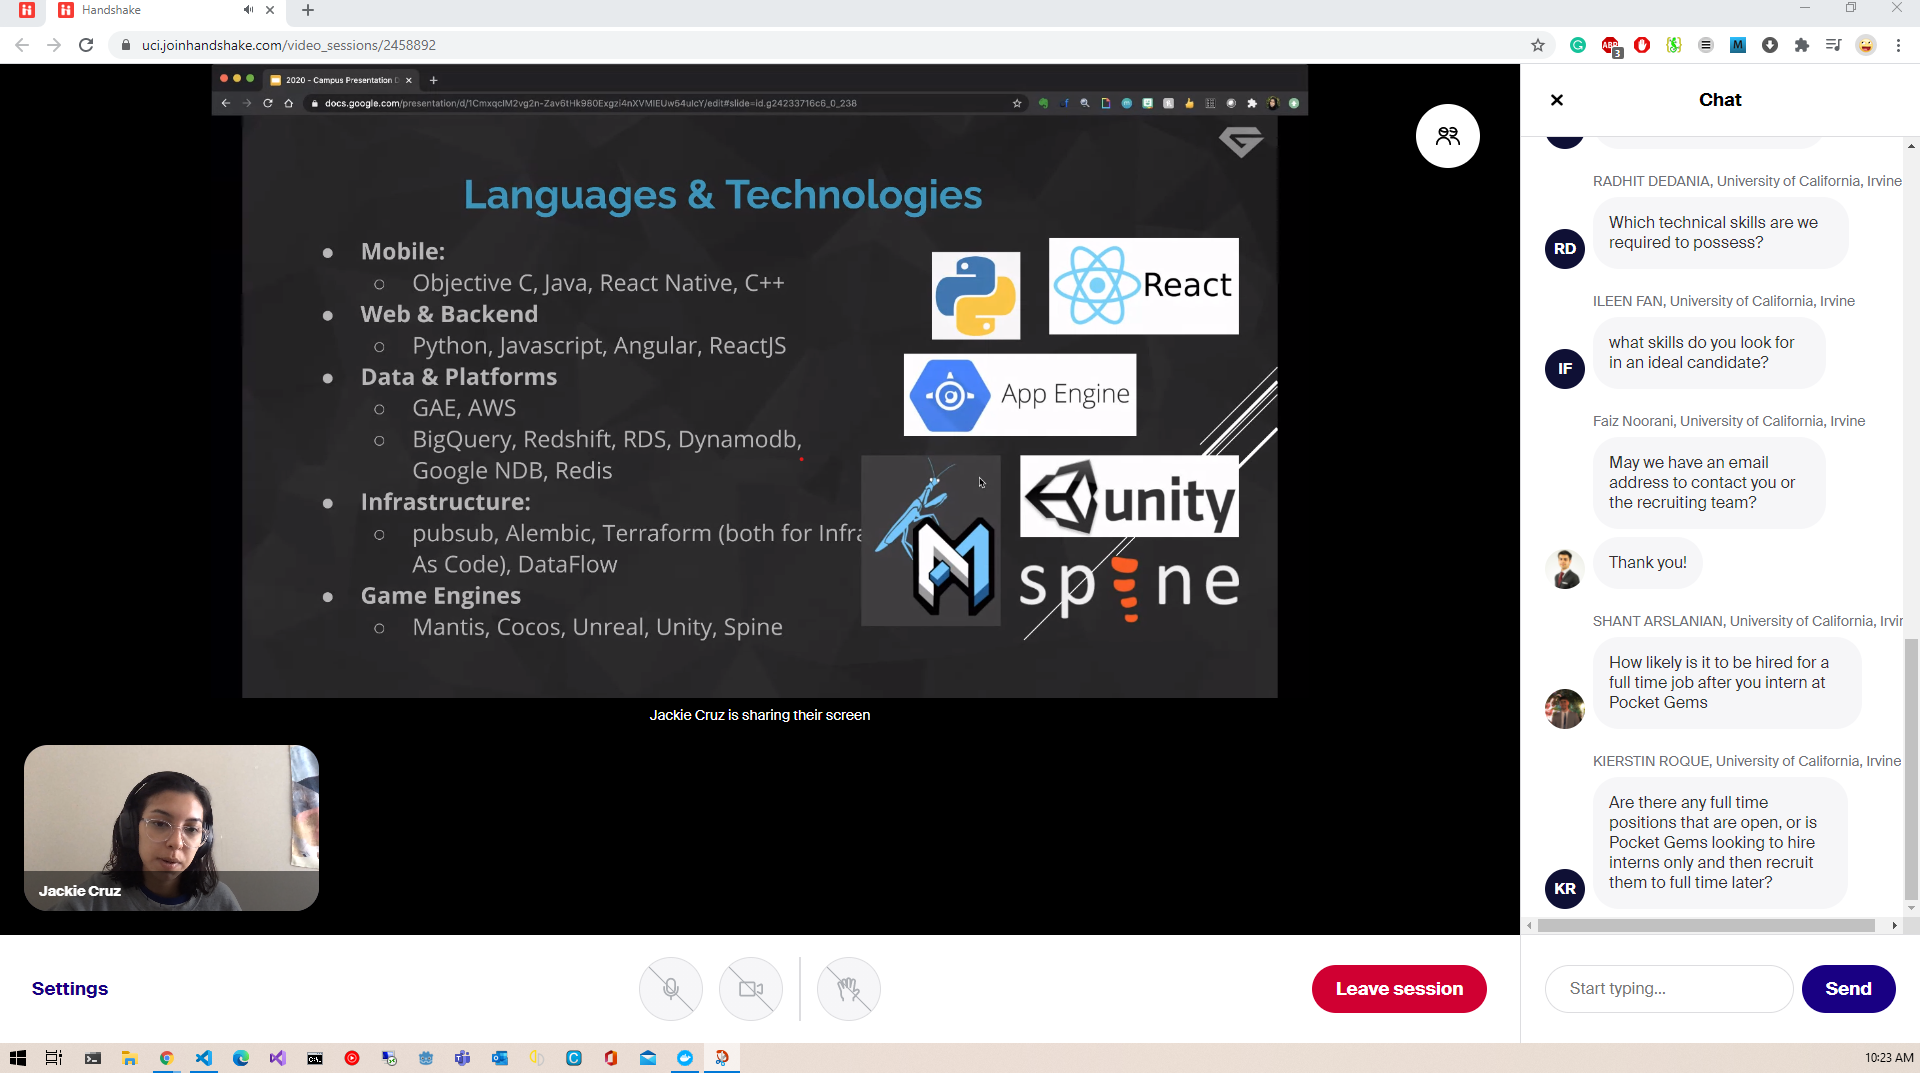 Handshake
uci.joinhandshake.com/video_sessions/2458892
3
2020 - Campus Presentation D
docs.google.com/presentation/d/1CmxqclM2vg2n-Zav6tHk980Exgzi4nXVMlEUw54ulcY/edit#slide=id.g24233716c6_0_238
Languages & Technologies
● Mobile:
○ Objective C, Java, React Native, C++
● Web & Backend
○ Python, Javascript, Angular, ReactJS
● Data & Platforms
○ GAE, AWS
○ BigQuery, Redshift, RDS, Dynamodb,
Google NDB, Redis
● Infrastructure:
○ pubsub, Alembic, Terraform (both for Infra
As Code), DataFlow
● Game Engines
○ Mantis, Cocos, Unreal, Unity, Spine
React
App Engine
unity
spine
Jackie Cruz is sharing their screen
Jackie Cruz
Chat
RADHIT DEDANIA, University of California, Irvine
RD
Which technical skills are we
required to possess?
ILEEN FAN, University of California, Irvine
IF
what skills do you look for
in an ideal candidate?
Faiz Noorani, University of California, Irvine
May we have an email
address to contact you or
the recruiting team?
Thank you!
SHANT ARSLANIAN, University of California, Irvi
How likely is it to be hired for a
full time job after you intern at
Pocket Gems
KIERSTIN ROQUE, University of California, Irvine
KR
Are there any full time
positions that are open, or is
Pocket Gems looking to hire
interns only and then recruit
them to full time later?
Settings
Leave session
Start typing...
Send
10:23 AM